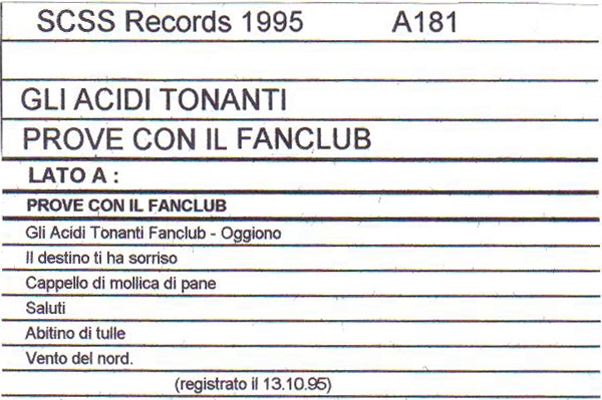 SCSS Records 1995 A181
GLI ACIDI TONANTI
PROVE CON IL FANCLUB
LATO A :
PROVE CON IL FANCLUB
Gli Acidi Tonanti Fanclub - Oggiono
Il destino ti ha sorriso
Cappello di mollica di pane
Saluti
Abitino di tulle
Vento del nord.
(registrato il 13.10.95)